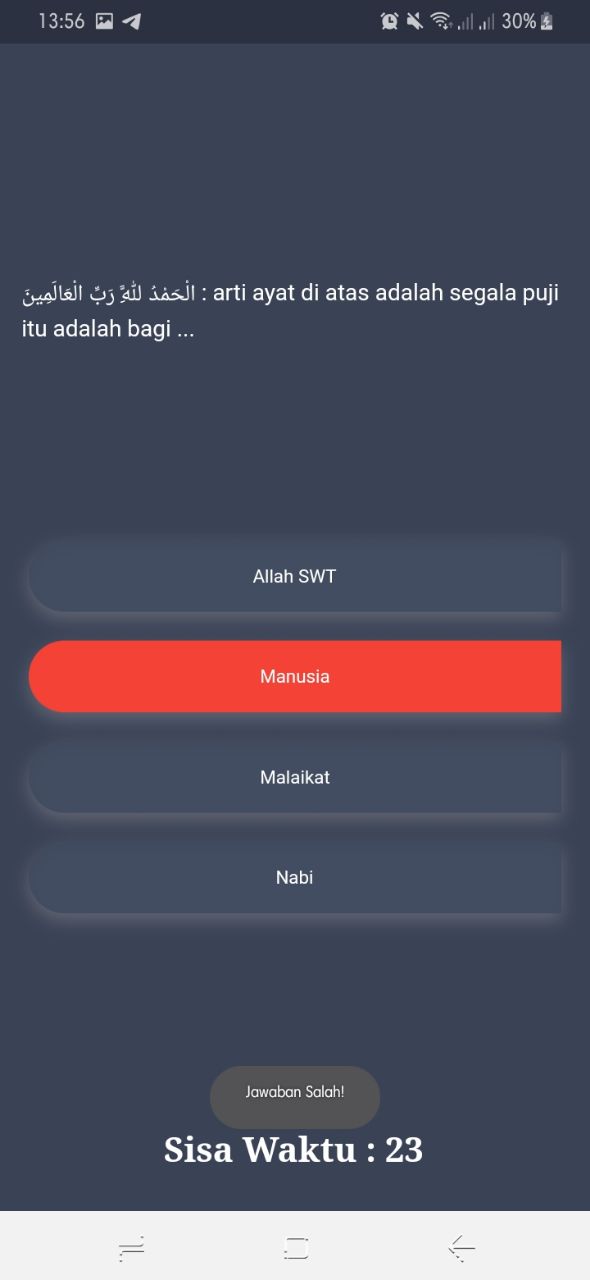 13:56 30%
الْحَمْدُ لِلَّهِ رَبِّ الْعَالَمِينَ : arti ayat di atas adalah segala puji
itu adalah bagi ...
Allah SWT
Manusia
Malaikat
Nabi
Jawaban Salah!
Sisa Waktu : 23